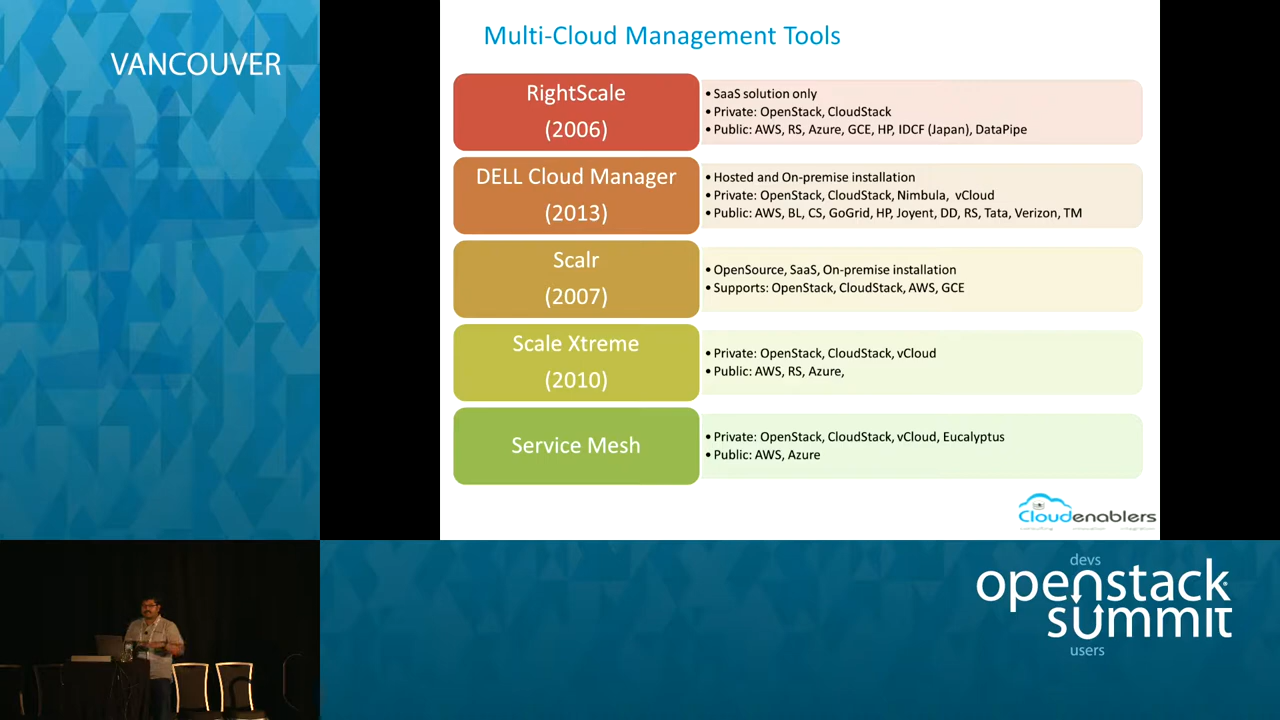 VANCOUVER
Multi-Cloud Management Tools
RightScale
(2006)
• SaaS solution only
• Private: OpenStack, CloudStack
• Public: AWS, RS, Azure, GCE, HP, IDCF (Japan), DataPipe
DELL Cloud Manager
(2013)
• Hosted and On-premise installation
• Private: OpenStack, CloudStack, Nimbula,  vCloud
• Public: AWS, BL, CS, GoGrid, HP, Joyent, DD, RS, Tata, Verizon, TM
Scalr
(2007)
• OpenSource, SaaS, On-premise installation
• Supports: OpenStack, CloudStack, AWS, GCE
Scale Xtreme
(2010)
• Private: OpenStack, CloudStack, vCloud
• Public: AWS, RS, Azure,
Service Mesh
• Private: OpenStack, CloudStack, vCloud, Eucalyptus
• Public: AWS, Azure
Cloudenablers
devs
openstack
summit
users